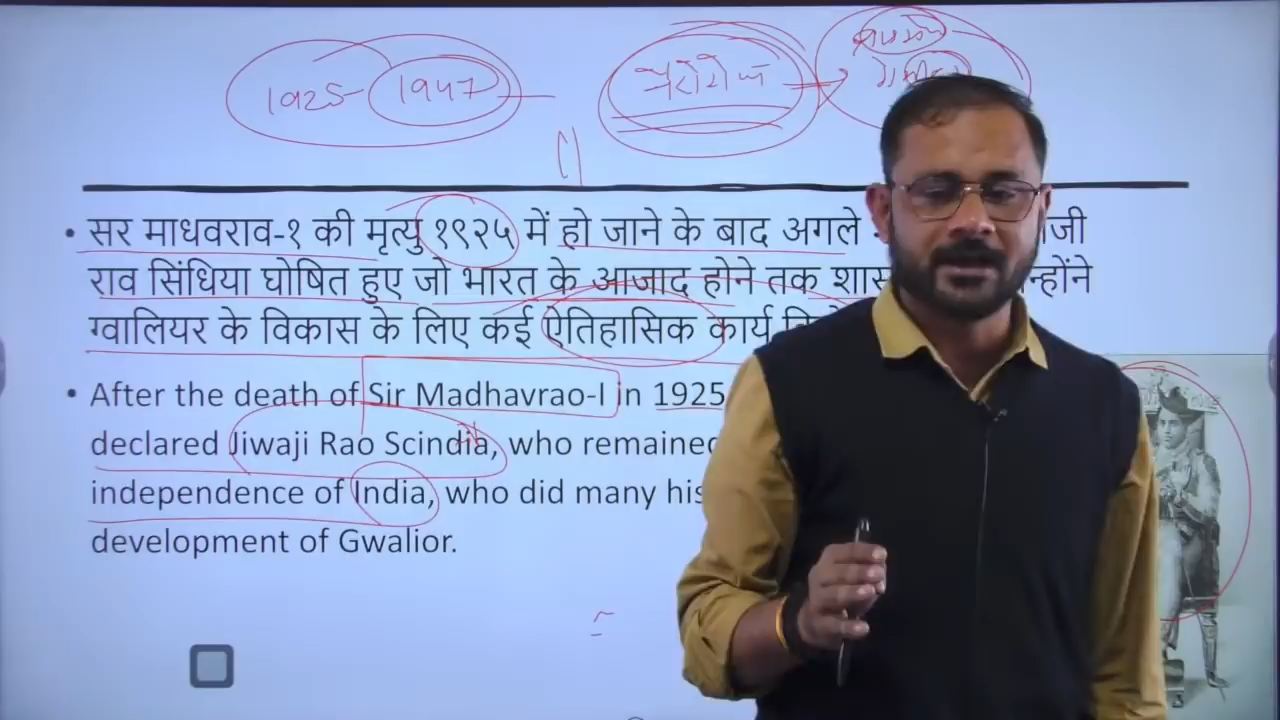 1925 1947
सर माधवराव-१ की मृत्यु १९२५ में हो जाने के बाद अगले जी
राव सिंधिया घोषित हुए जो भारत के आजाद होने तक शास न्होंने
ग्वालियर के विकास के लिए कई ऐतिहासिक कार्य
After the death of Sir Madhavrao-I in 1925
declared Jiwaji Rao Scindia, who remained
independence of India, who did many his
development of Gwalior.